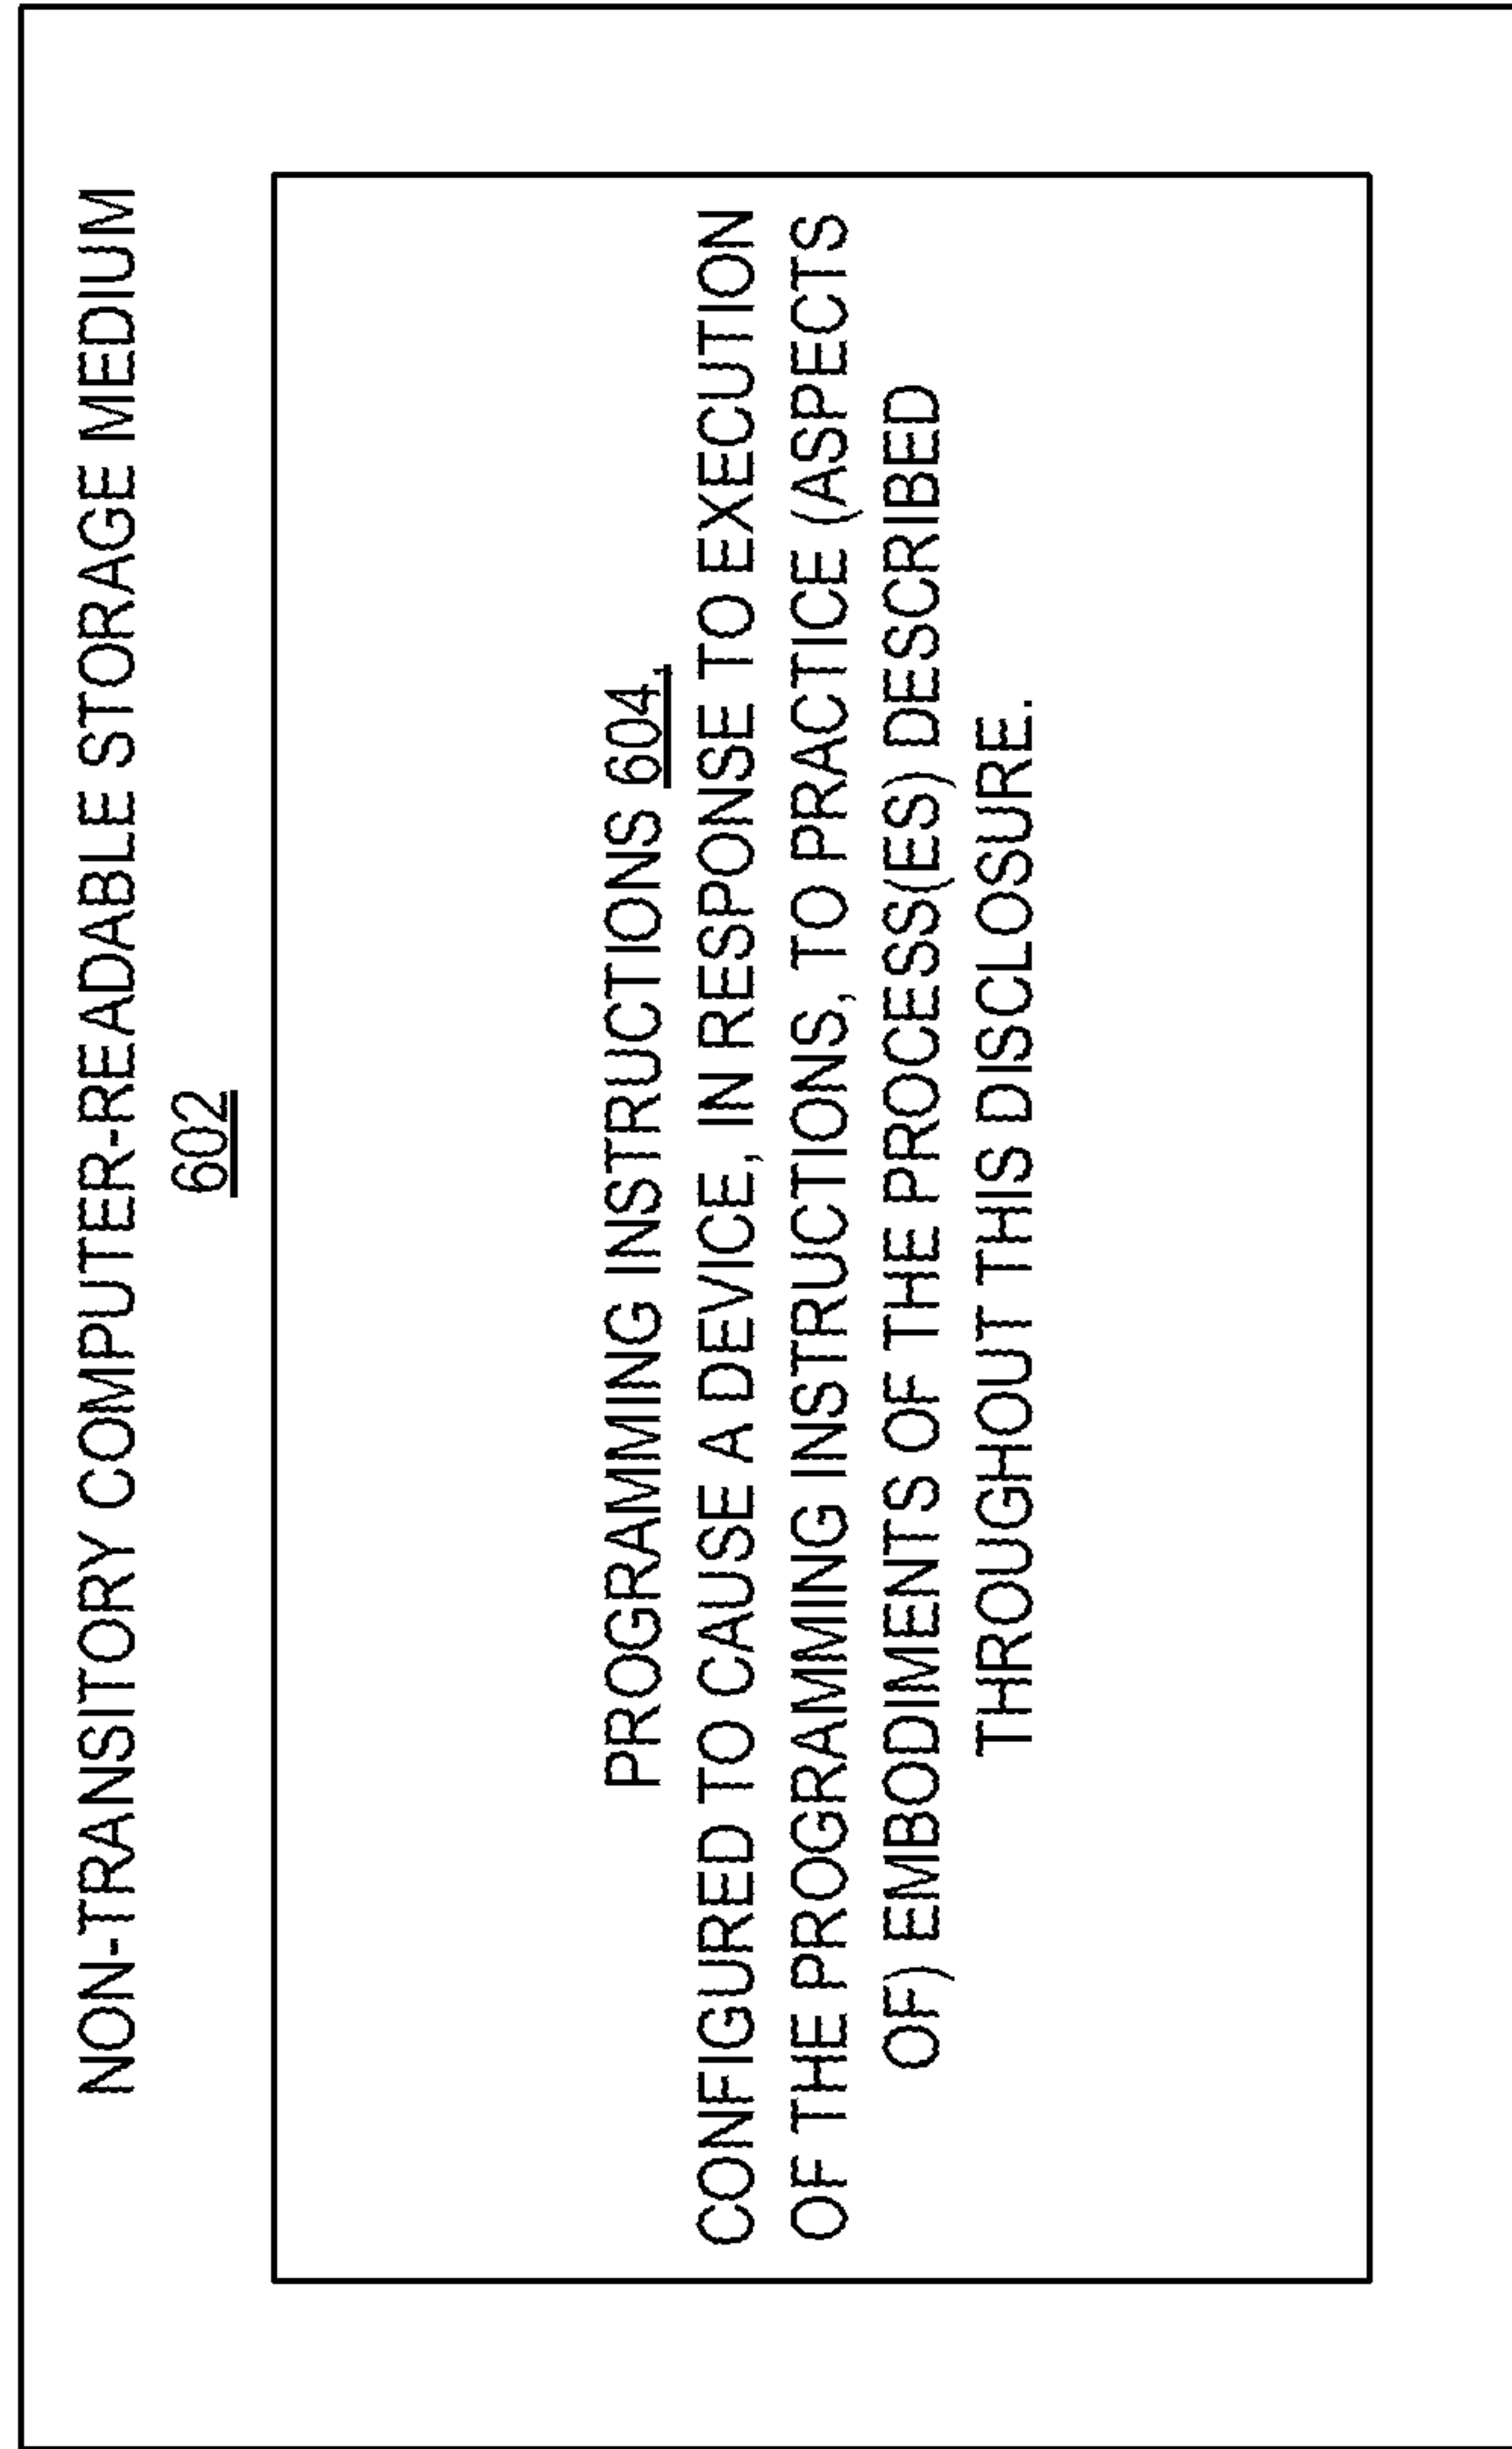 NON-TRANSITORY COMPUTER-READABLE STORAGE MEDIUM
602
PROGRAMMING INSTRUCTIONS 604.
CONFIGURED TO CAUSE A DEVICE, IN RESPONSE TO EXECUTION
OF THE PROGRAMMING INSTRUCTIONS, TO PRACTICE (ASPECTS
OF) EMBODIMENTS OF THE PROCESS(ES) DESCRIBED
THROUGHOUT THIS DISCLOSURE.